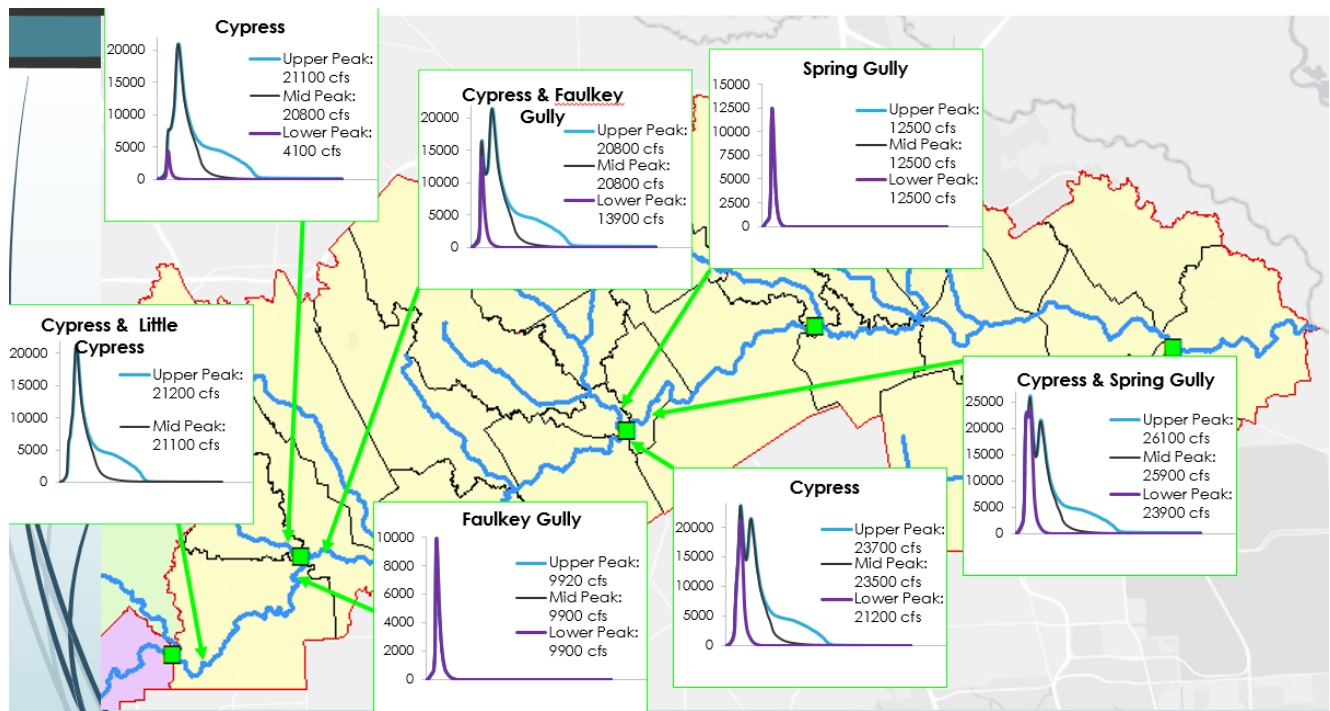 Cypress
20000
15000
10000
5000
0
Upper Peak:
21100 cfs
Mid Peak:
20800 cfs
Lower Peak:
4100 cfs
Cypress & Faulkey
Gully
20000
15000
10000
5000
0
Upper Peak:
20800 cfs
Mid Peak:
20800 cfs
Lower Peak:
13900 cfs
Spring Gully
15000
12500
10000
7500
5000
2500
0
Upper Peak:
12500 cfs
Mid Peak:
12500 cfs
Lower Peak:
12500 cfs
Cypress & Little
Cypress
20000
15000
10000
5000
0
Upper Peak:
21200 cfs
Mid Peak:
21100 cfs
Faulkey Gully
10000
8000
6000
4000
2000
0
Upper Peak:
9920 cfs
Mid Peak:
9900 cfs
Lower Peak:
9900 cfs
Cypress
20000
15000
10000
5000
0
Upper Peak:
23700 cfs
Mid Peak:
23500 cfs
Lower Peak:
21200 cfs
Cypress & Spring Gully
25000
20000
15000
10000
5000
0
Upper Peak:
26100 cfs
Mid Peak:
25900 cfs
Lower Peak:
23900 cfs